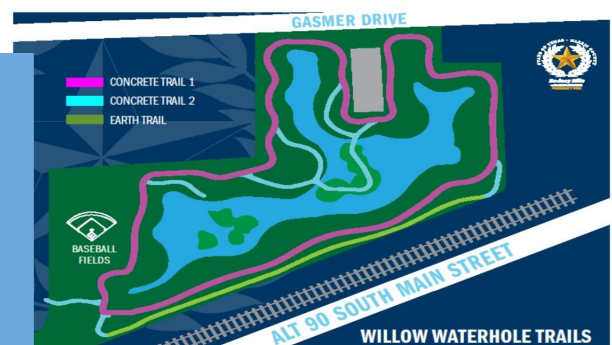 GASMER DRIVE
CONCRETE TRAIL 1
CONCRETE TRAIL 2
EARTH TRAIL
BASEBALL
FIELDS
ALT 90 SOUTH MAIN STREET
WILLOW WATERHOLE TRAILS